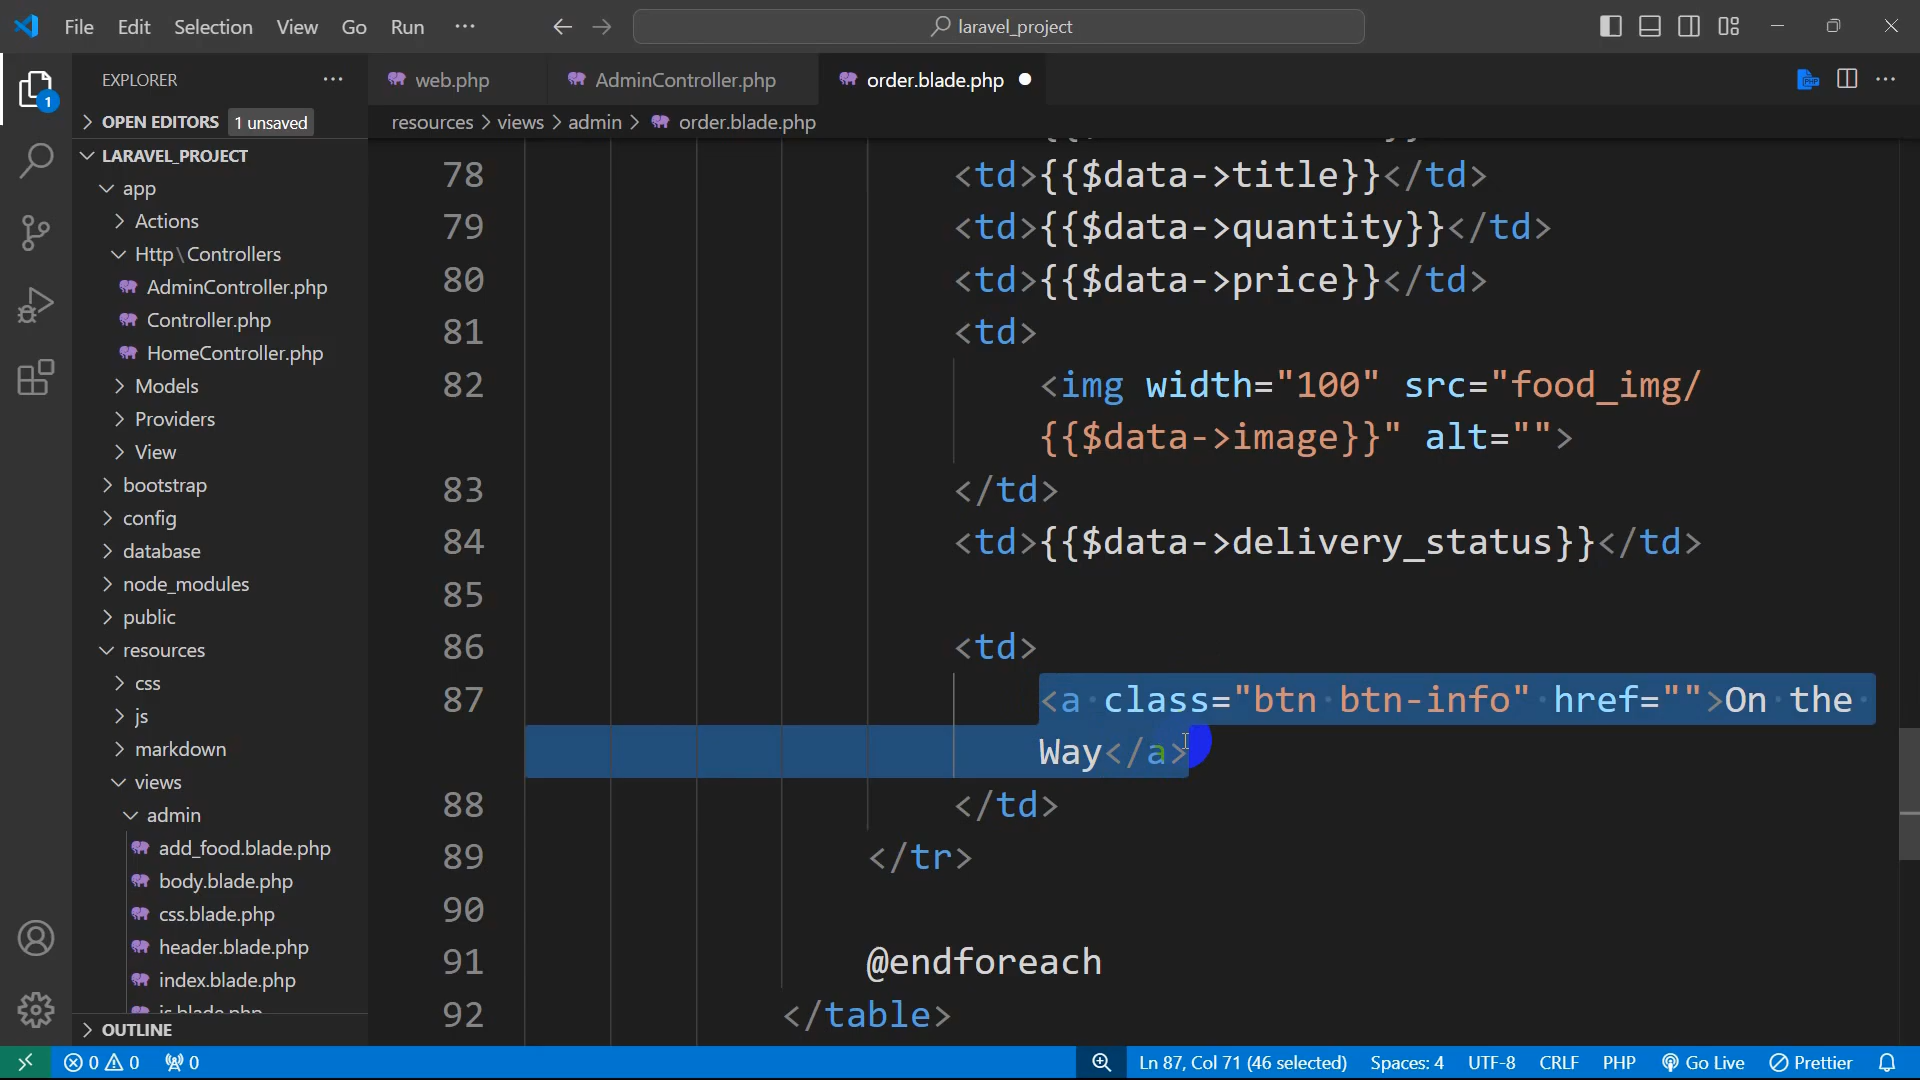 File Edit Selection View Go Run ··· laravel_project
EXPLORER ···
OPEN EDITORS 1 unsaved
LARAVEL_PROJECT
app
Actions
Http\Controllers
AdminController.php
Controller.php
HomeController.php
Models
Providers
View
bootstrap
config
database
node_modules
public
resources
css
js
markdown
views
admin
add_food.blade.php
body.blade.php
css.blade.php
header.blade.php
index.blade.php
js.blade.php
OUTLINE
web.php AdminController.php order.blade.php
resources > views > admin > order.blade.php
78 <td>{{$data->title}}</td>
79 <td>{{$data->quantity}}</td>
80 <td>{{$data->price}}</td>
81 <td>
82 <img width="100" src="food_img/
{{$data->image}}" alt="">
83 </td>
84 <td>{{$data->delivery_status}}</td>
85
86 <td>
87 <a class="btn btn-info" href="">On the
Way</a>
88 </td>
89 </tr>
90
91 @endforeach
92 </table>
1
0 0 0 Ln 87, Col 71 (46 selected) Spaces: 4 UTF-8 CRLF PHP Go Live Prettier